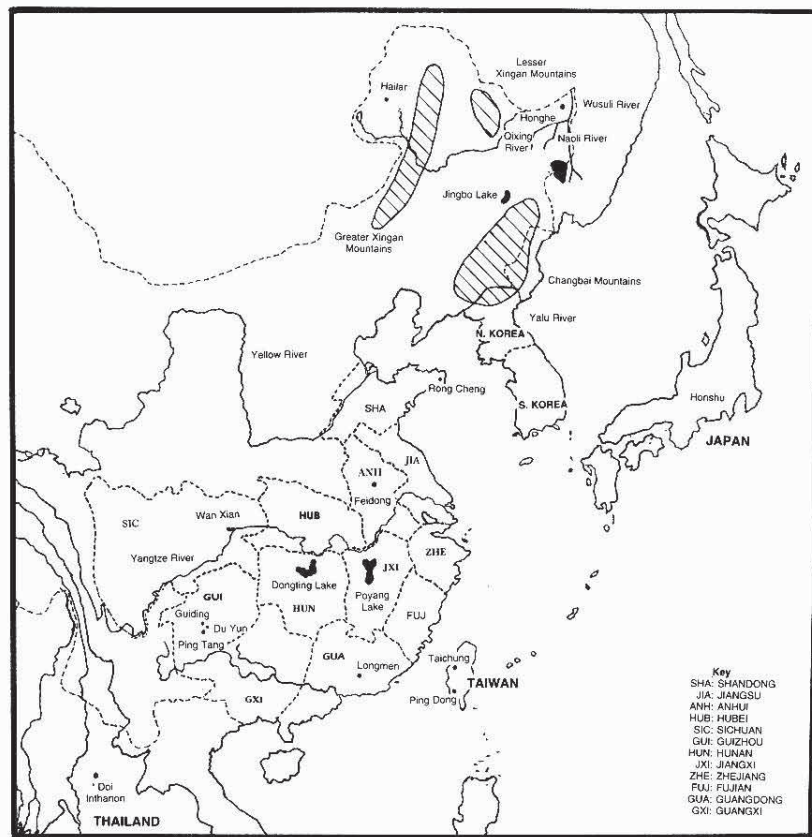 Lesser
Xingan Mountains
Hailar
Wusuli River
Honghe
Qixing
River
Naoli River
Jingbo Lake
Greater Xingan
Mountains
Changbai Mountains
Yalu River
N. KOREA
Yellow River
Rong Cheng
S. KOREA
Honshu
SHA
JAPAN
ANH
JIA
Feidong
SIC
Wan Xian
HUB
Yangtze River
ZHE
JXI
Dongting Lake
Poyang
Lake
GUI
HUN
Guiding
FUJ
Du Yun
Ping Tang
GUA
Longmen
Taichung
TAIWAN
Ping Dong
GXI
Doi
Inthanon
THAILAND
Key
SHA: SHANDONG
JIA: JIANGSU
ANH: ANHUI
HUB: HUBEI
SIC: SICHUAN
GUI: GUIZHOU
HUN: HUNAN
JXI: JIANGXI
ZHE: ZHEJIANG
FUJ: FUJIAN
GUA: GUANGDONG
GXI: GUANGXI